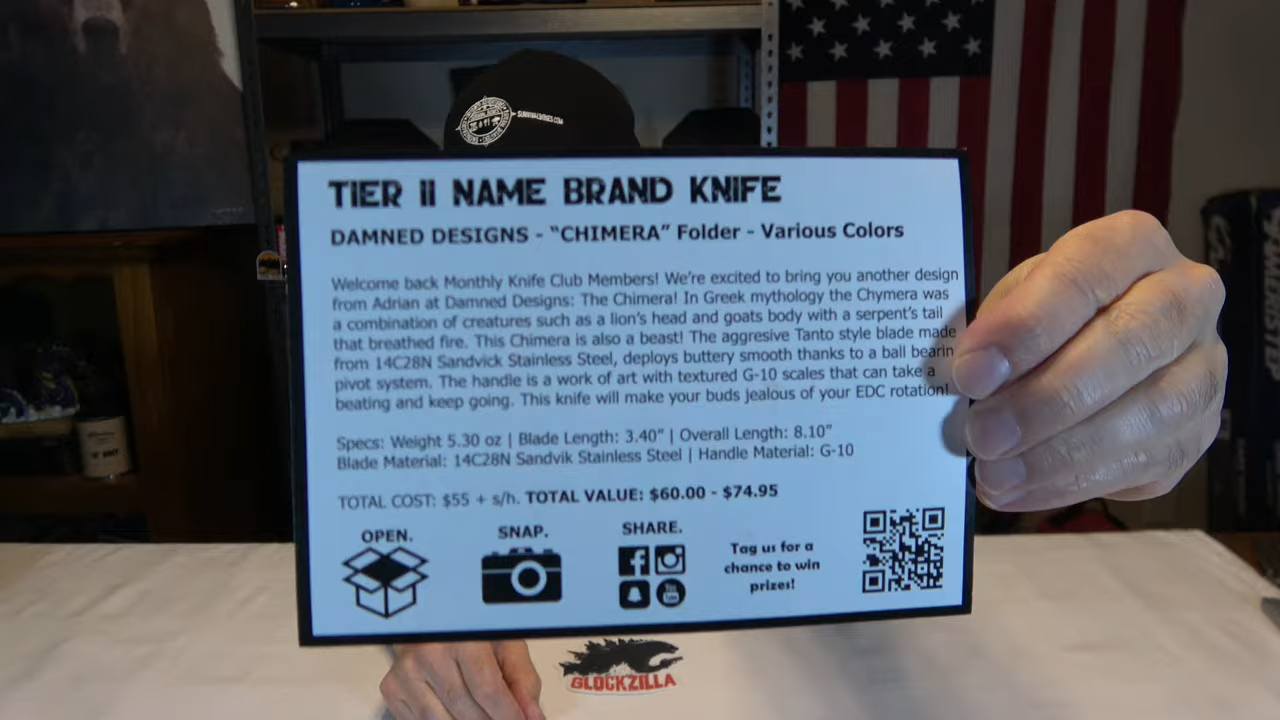 SURVIVALDISES.COM
TIER II NAME BRAND KNIFE
DAMNED DESIGNS - “CHIMERA” Folder - Various Colors
Welcome back Monthly Knife Club Members! We’re excited to bring you another design
from Adrian at Damned Designs: The Chimera! In Greek mythology the Chymera was
a combination of creatures such as a lion’s head and goats body with a serpent’s tail
that breathed fire. This Chimera is also a beast! The aggresive Tanto style blade made
from 14C28N Sandvick Stainless Steel, deploys buttery smooth thanks to a ball bearin
pivot system. The handle is a work of art with textured G-10 scales that can take a
beating and keep going. This knife will make your buds jealous of your EDC rotation!
Specs: Weight 5.30 oz | Blade Length: 3.40” | Overall Length: 8.10”
Blade Material: 14C28N Sandvik Stainless Steel | Handle Material: G-10
TOTAL COST: $55 + s/h. TOTAL VALUE: $60.00 - $74.95
OPEN. SNAP. SHARE.
Tag us for a
chance to win
prizes!
You
Tube
GLOCKZILLA